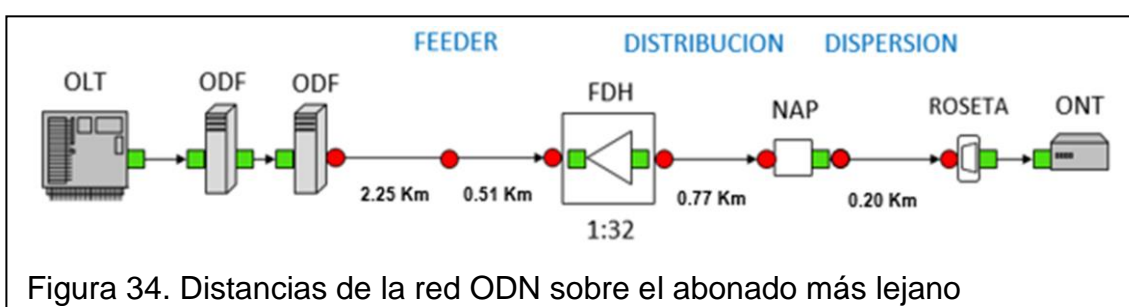 FEEDER DISTRIBUCION DISPERSION
OLT ODF ODF FDH NAP ROSETA ONT
2.25 Km 0.51 Km 0.77 Km 0.20 Km
1:32
Figura 34. Distancias de la red ODN sobre el abonado más lejano